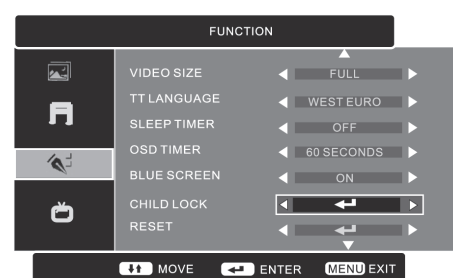 FUNCTION
VIDEO SIZE FULL
TT LANGUAGE WEST EURO
SLEEP TIMER OFF
OSD TIMER 60 SECONDS
BLUE SCREEN ON
CHILD LOCK
RESET
MOVE ENTER MENU EXIT